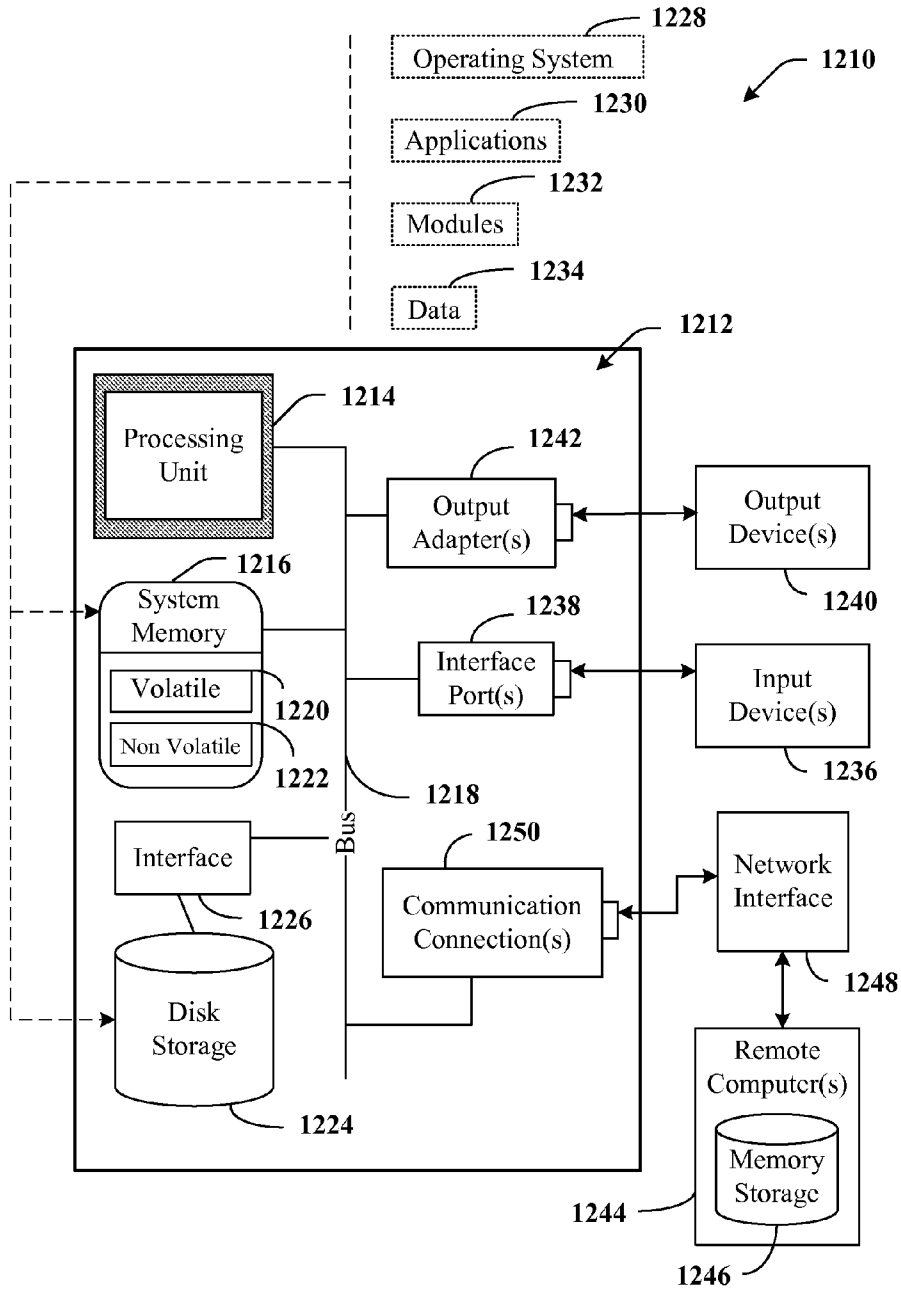 1228
Operating System
1210
1230
Applications
1232
Modules
1234
Data
1212
1214
Processing
Unit
1242
Output
Adapter(s)
Output
Device(s)
1240
1216
System
Memory
Volatile
1220
Non Volatile
1222
1238
Interface
Port(s)
Input
Device(s)
1236
1218
Bus
1250
Communication
Connection(s)
Network
Interface
1248
Interface
1226
Disk
Storage
1224
Remote
Computer(s)
Memory
Storage
1244
1246